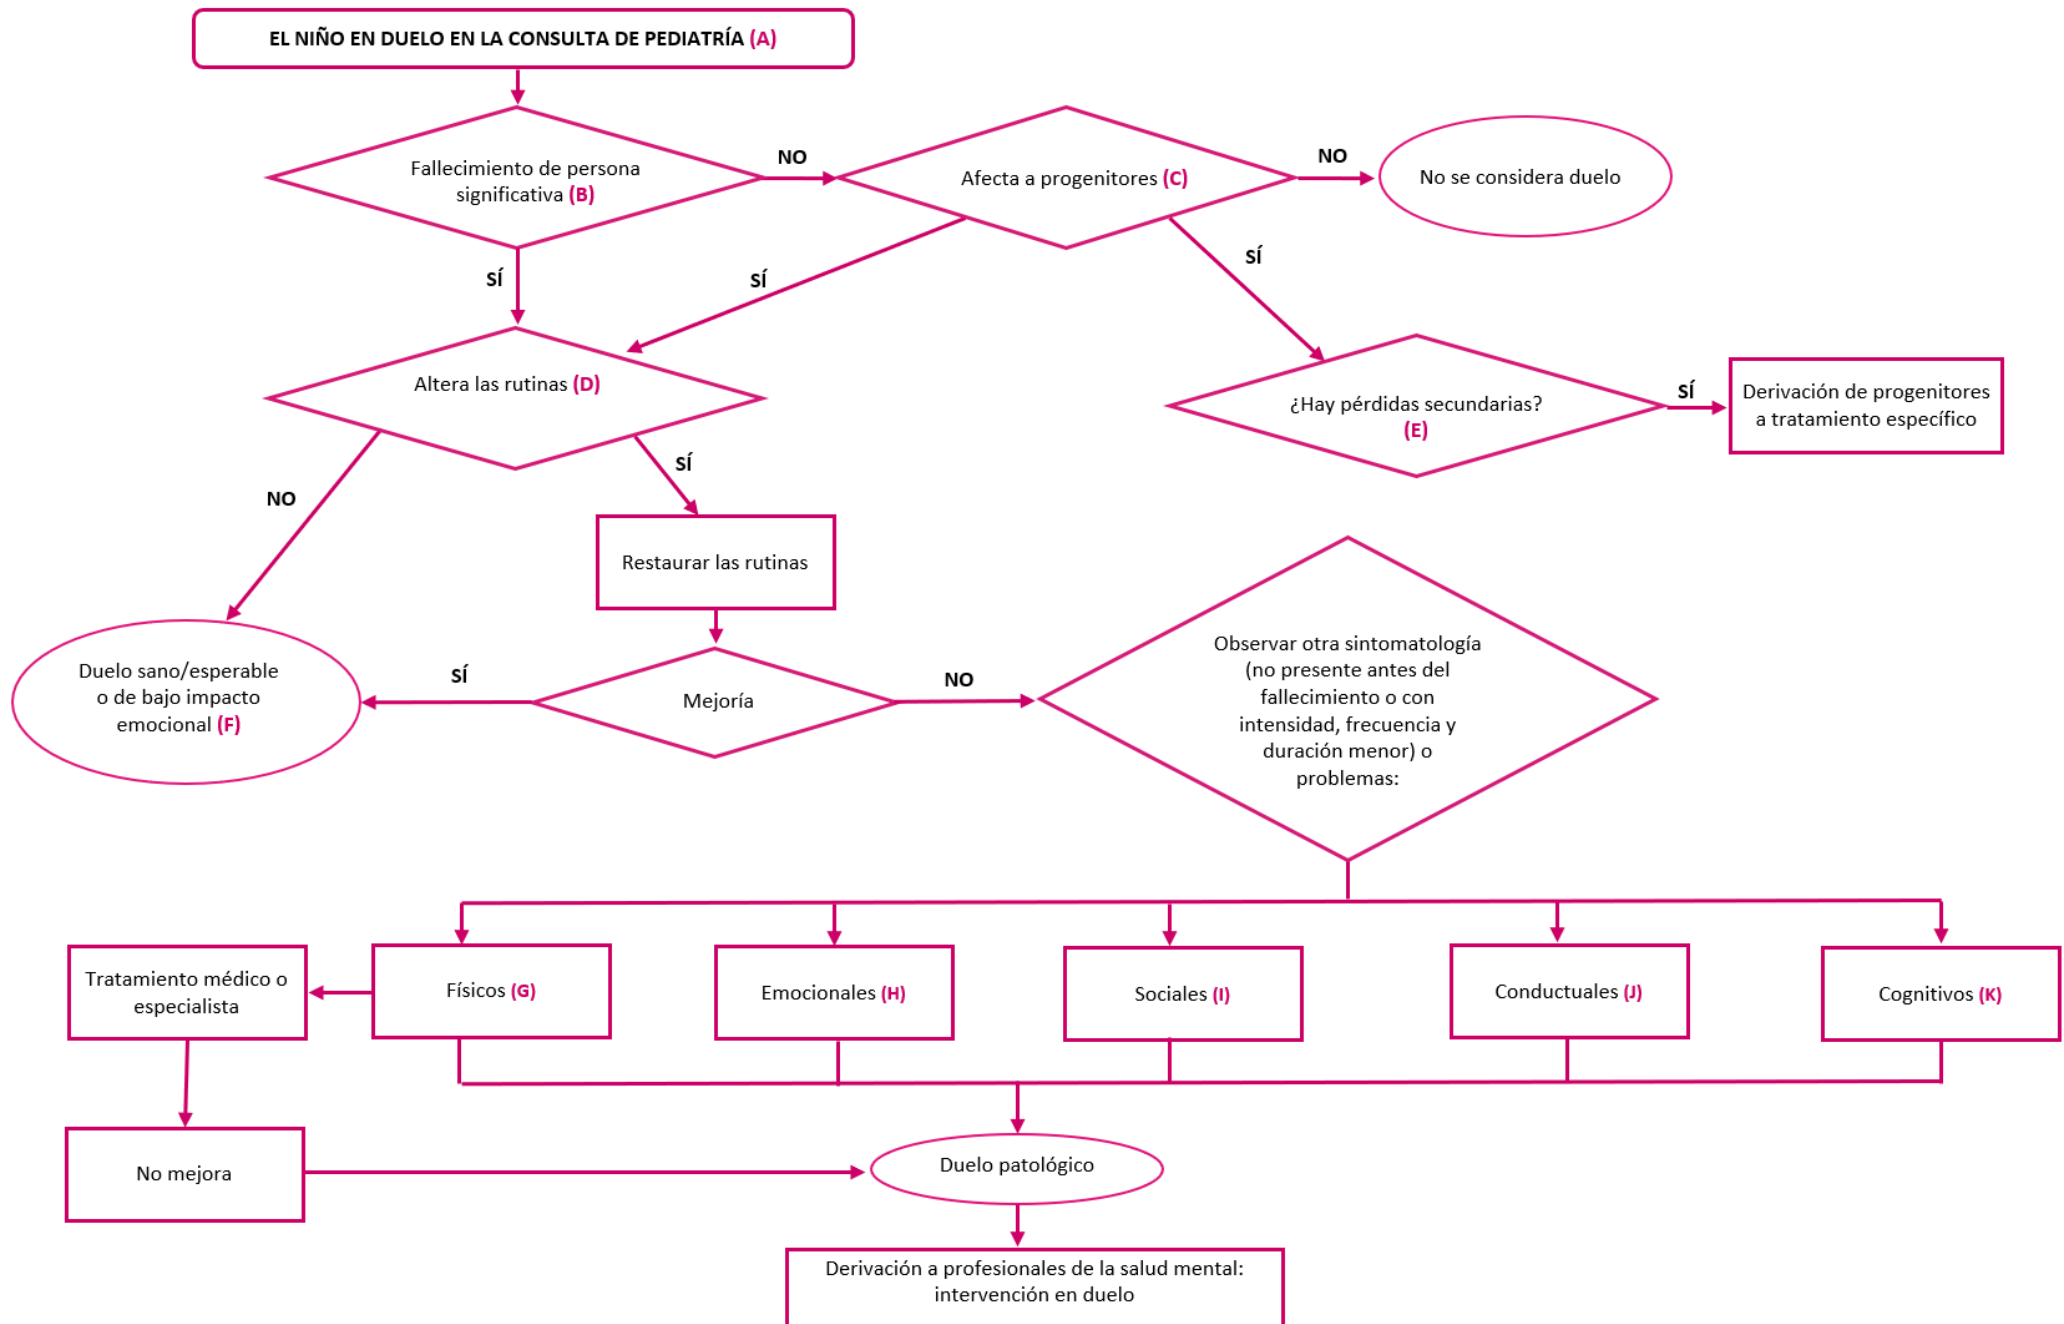 EL NIÑO EN DUELO EN LA CONSULTA DE PEDIATRÍA (A)
Fallecimiento de persona
significativa (B)
NO
Afecta a progenitores (C)
NO
No se considera duelo
SÍ
SÍ
SÍ
Altera las rutinas (D)
¿Hay pérdidas secundarias?
(E)
SÍ
Derivación de progenitores
a tratamiento específico
NO
SÍ
Restaurar las rutinas
Duelo sano/esperable
o de bajo impacto
emocional (F)
SÍ
Mejoría
NO
Observar otra sintomatología
(no presente antes del
fallecimiento o con
intensidad, frecuencia y
duración menor) o
problemas:
Tratamiento médico o
especialista
Físicos (G)
Emocionales (H)
Sociales (I)
Conductuales (J)
Cognitivos (K)
No mejora
Duelo patológico
Derivación a profesionales de la salud mental:
intervención en duelo